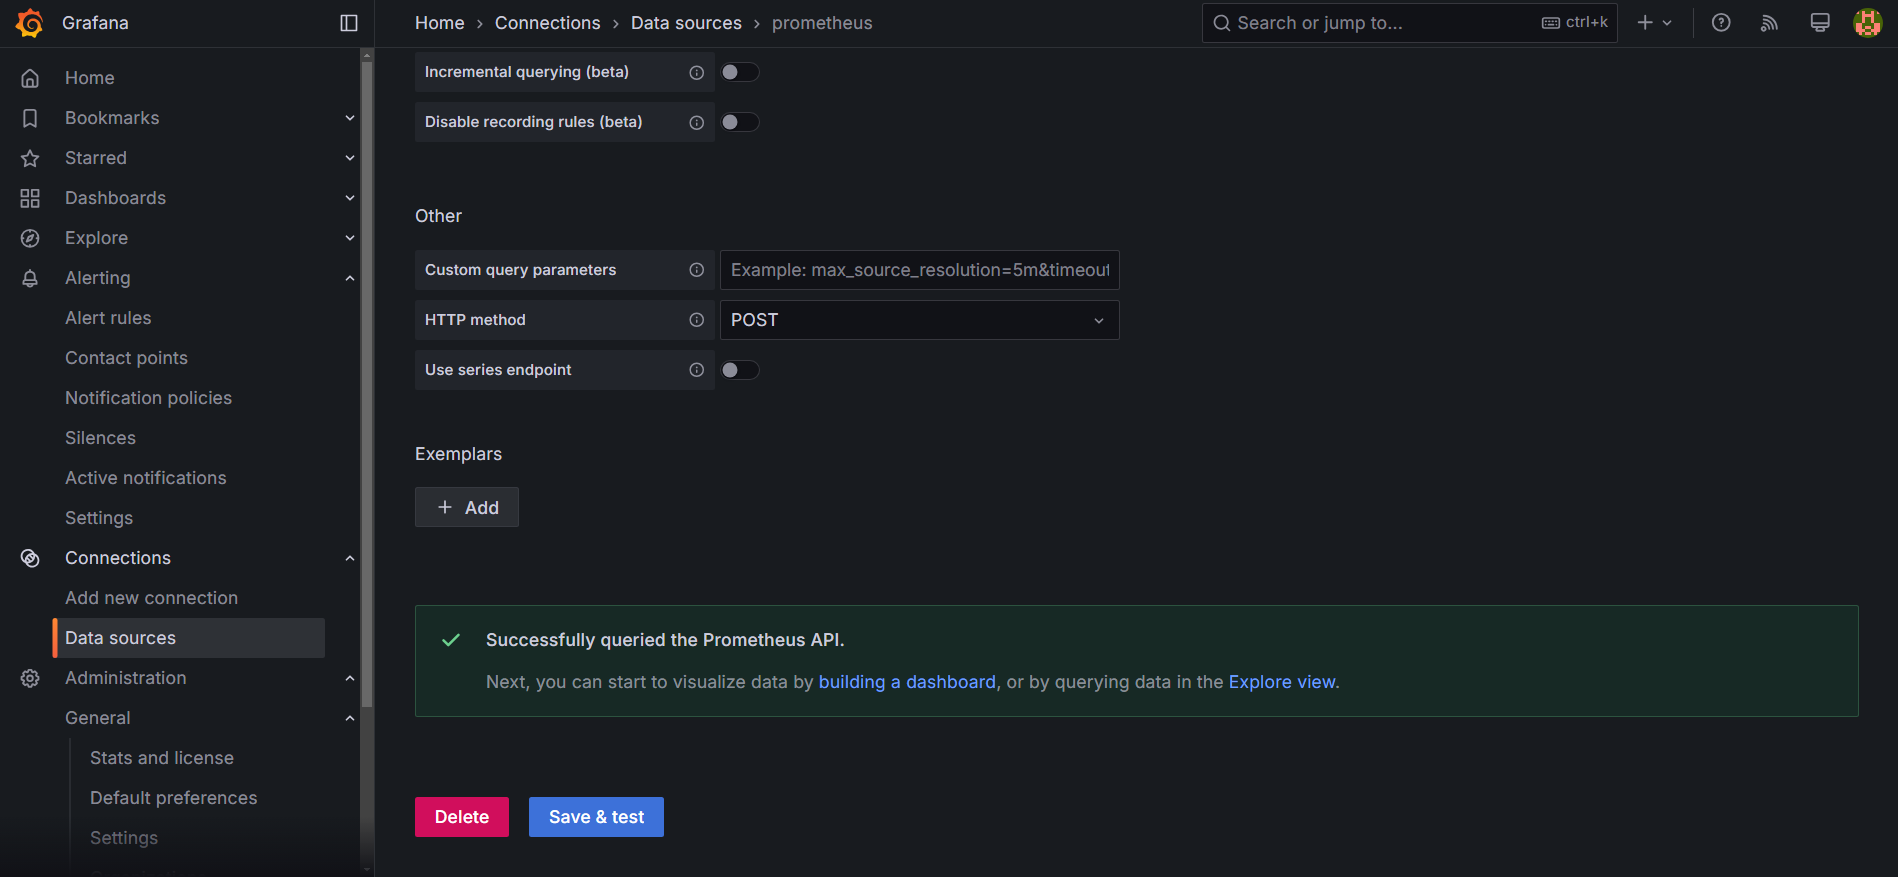 Grafana
Home › Connections › Data sources › prometheus
Search or jump to...
ctrl+k
Home
Bookmarks
Starred
Dashboards
Explore
Alerting
Alert rules
Contact points
Notification policies
Silences
Active notifications
Settings
Connections
Add new connection
Data sources
Administration
General
Stats and license
Default preferences
Settings
Incremental querying (beta)
Disable recording rules (beta)
Other
Custom query parameters
Example: max_source_resolution=5m&timeout
HTTP method
POST
Use series endpoint
Exemplars
Add
Successfully queried the Prometheus API.
Next, you can start to visualize data by building a dashboard, or by querying data in the Explore view.
Delete
Save & test